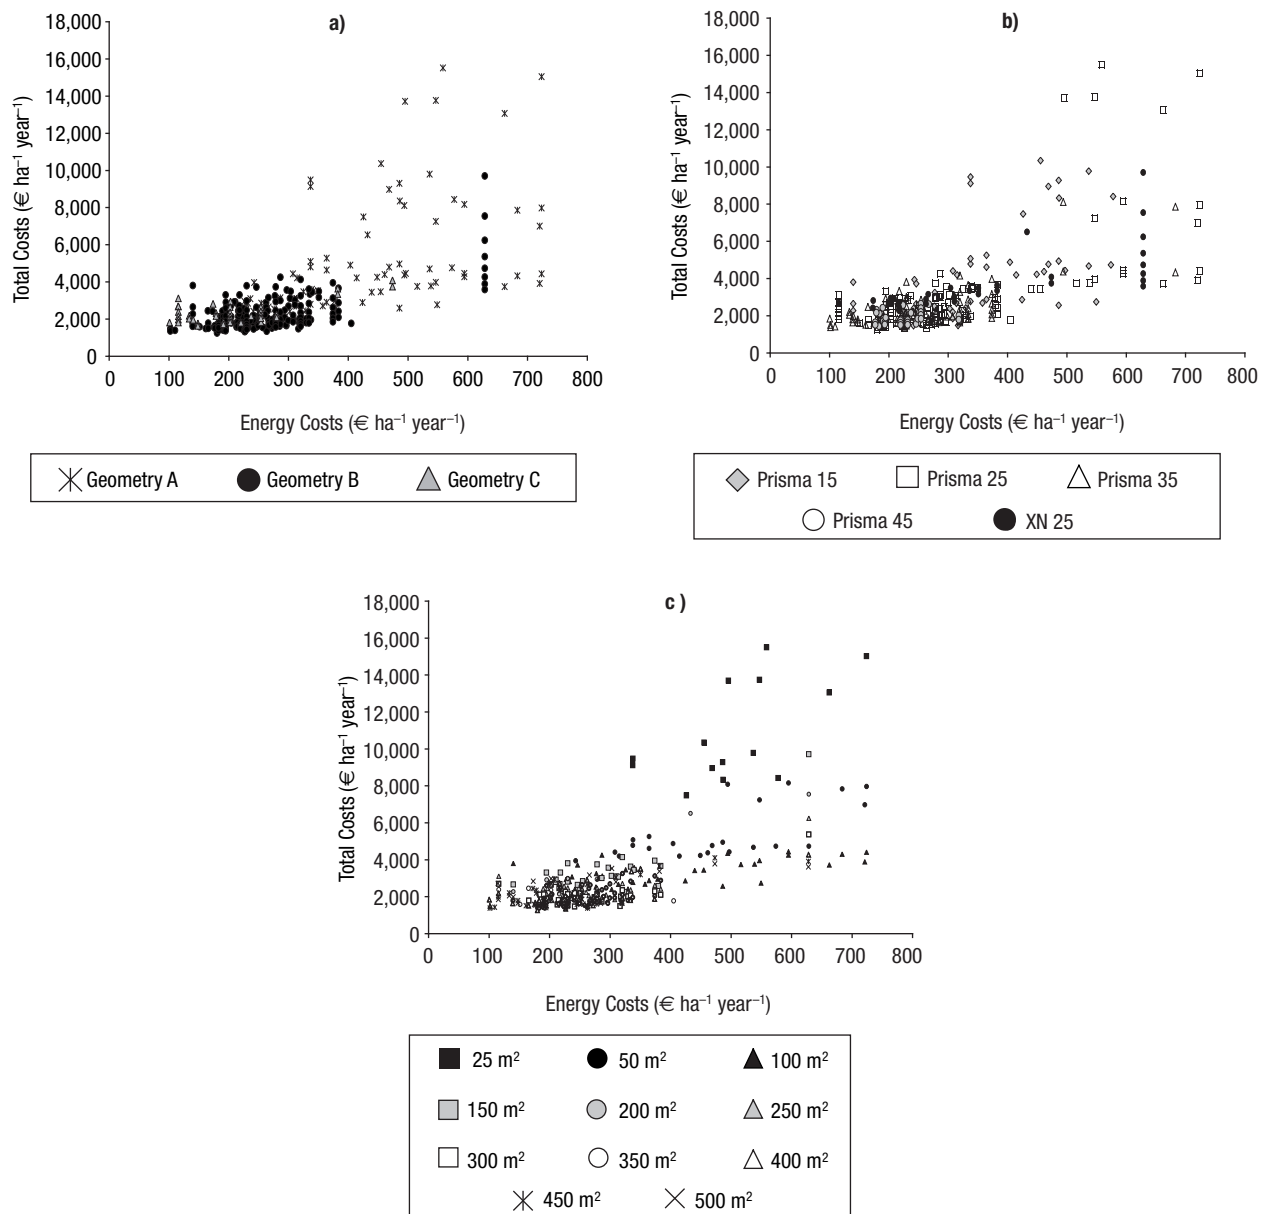 a)
18,000
16,000
14,000
12,000
10,000
8,000
6,000
4,000
2,000
0
Total Costs (€ ha⁻¹ year⁻¹)
0 100 200 300 400 500 600 700 800
Energy Costs (€ ha⁻¹ year⁻¹)
Geometry A Geometry B Geometry C
b)
18,000
16,000
14,000
12,000
10,000
8,000
6,000
4,000
2,000
0
Total Costs (€ ha⁻¹ year⁻¹)
0 100 200 300 400 500 600 700 800
Energy Costs (€ ha⁻¹ year⁻¹)
Prisma 15 Prisma 25 Prisma 35
Prisma 45 XN 25
c )
18,000
16,000
14,000
12,000
10,000
8,000
6,000
4,000
2,000
0
Total Costs (€ ha⁻¹ year⁻¹)
0 100 200 300 400 500 600 700 800
Energy Costs (€ ha⁻¹ year⁻¹)
25 m² 50 m² 100 m²
150 m² 200 m² 250 m²
300 m² 350 m² 400 m²
450 m² 500 m²